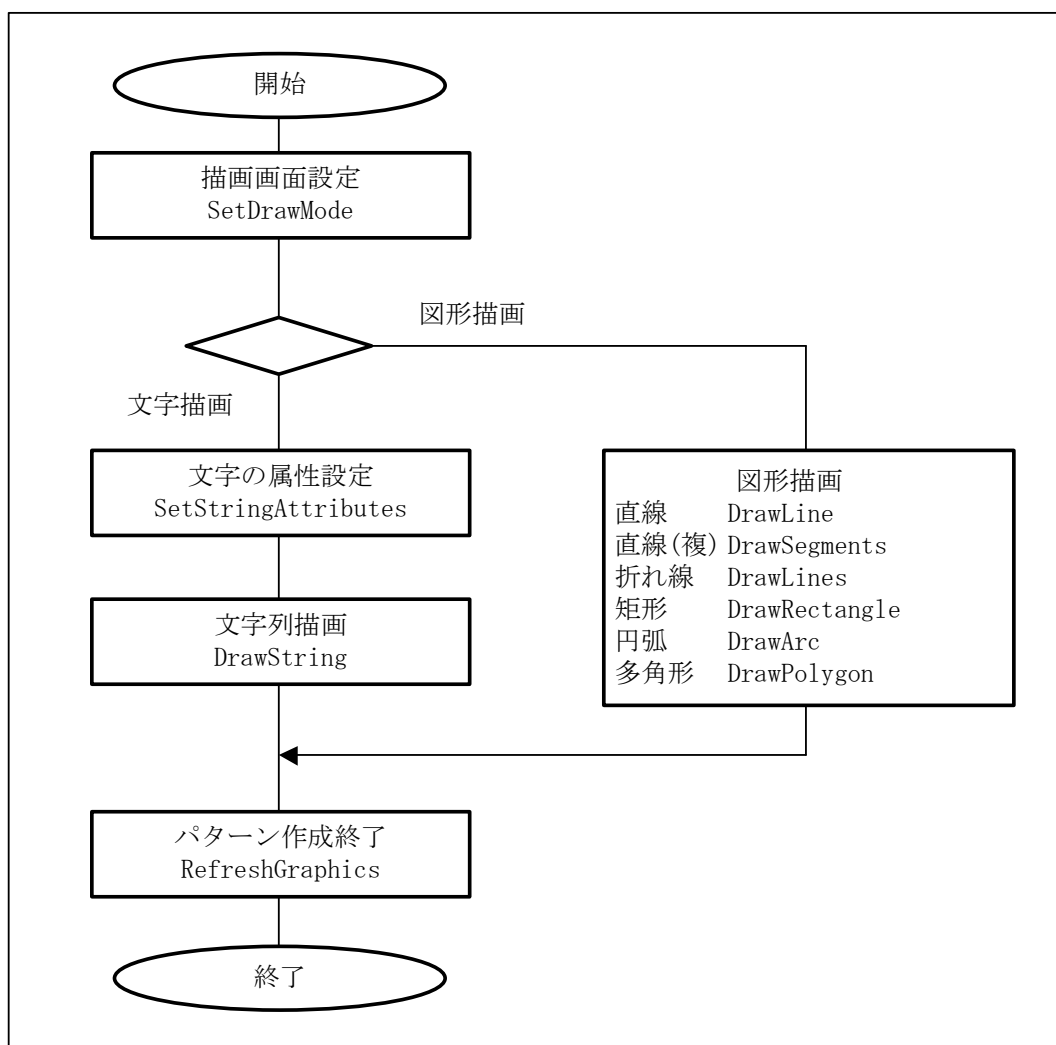 開始
描画画面設定
SetDrawMode
図形描画
文字描画
文字の属性設定
SetStringAttributes
文字列描画
DrawString
図形描画
直線 DrawLine
直線(複) DrawSegments
折れ線 DrawLines
矩形 DrawRectangle
円弧 DrawArc
多角形 DrawPolygon
パターン作成終了
RefreshGraphics
終了